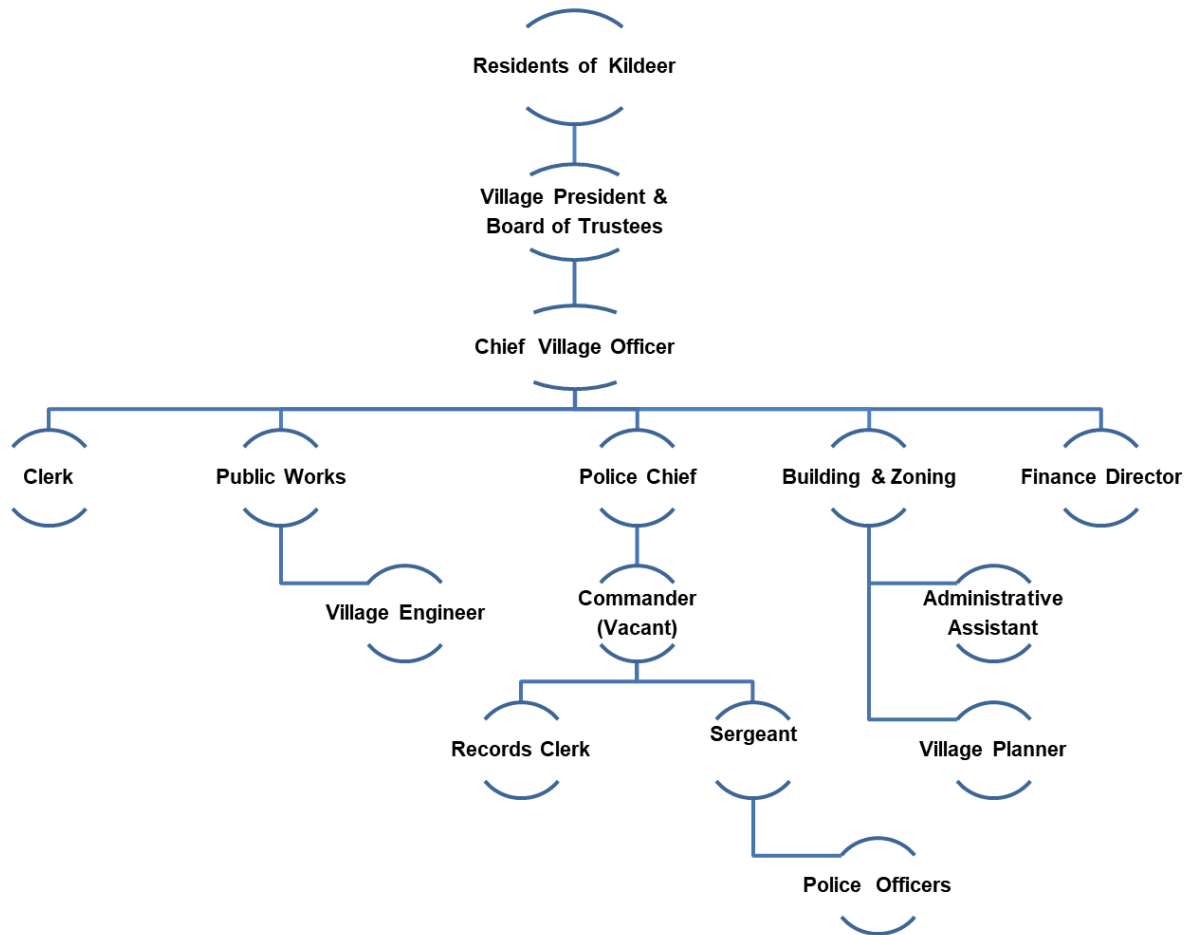 Residents of Kildeer
Village President &
Board of Trustees
Chief Village Officer
Clerk
Public Works
Police Chief
Building & Zoning
Finance Director
Village Engineer
Commander
(Vacant)
Administrative
Assistant
Records Clerk
Sergeant
Village Planner
Police Officers